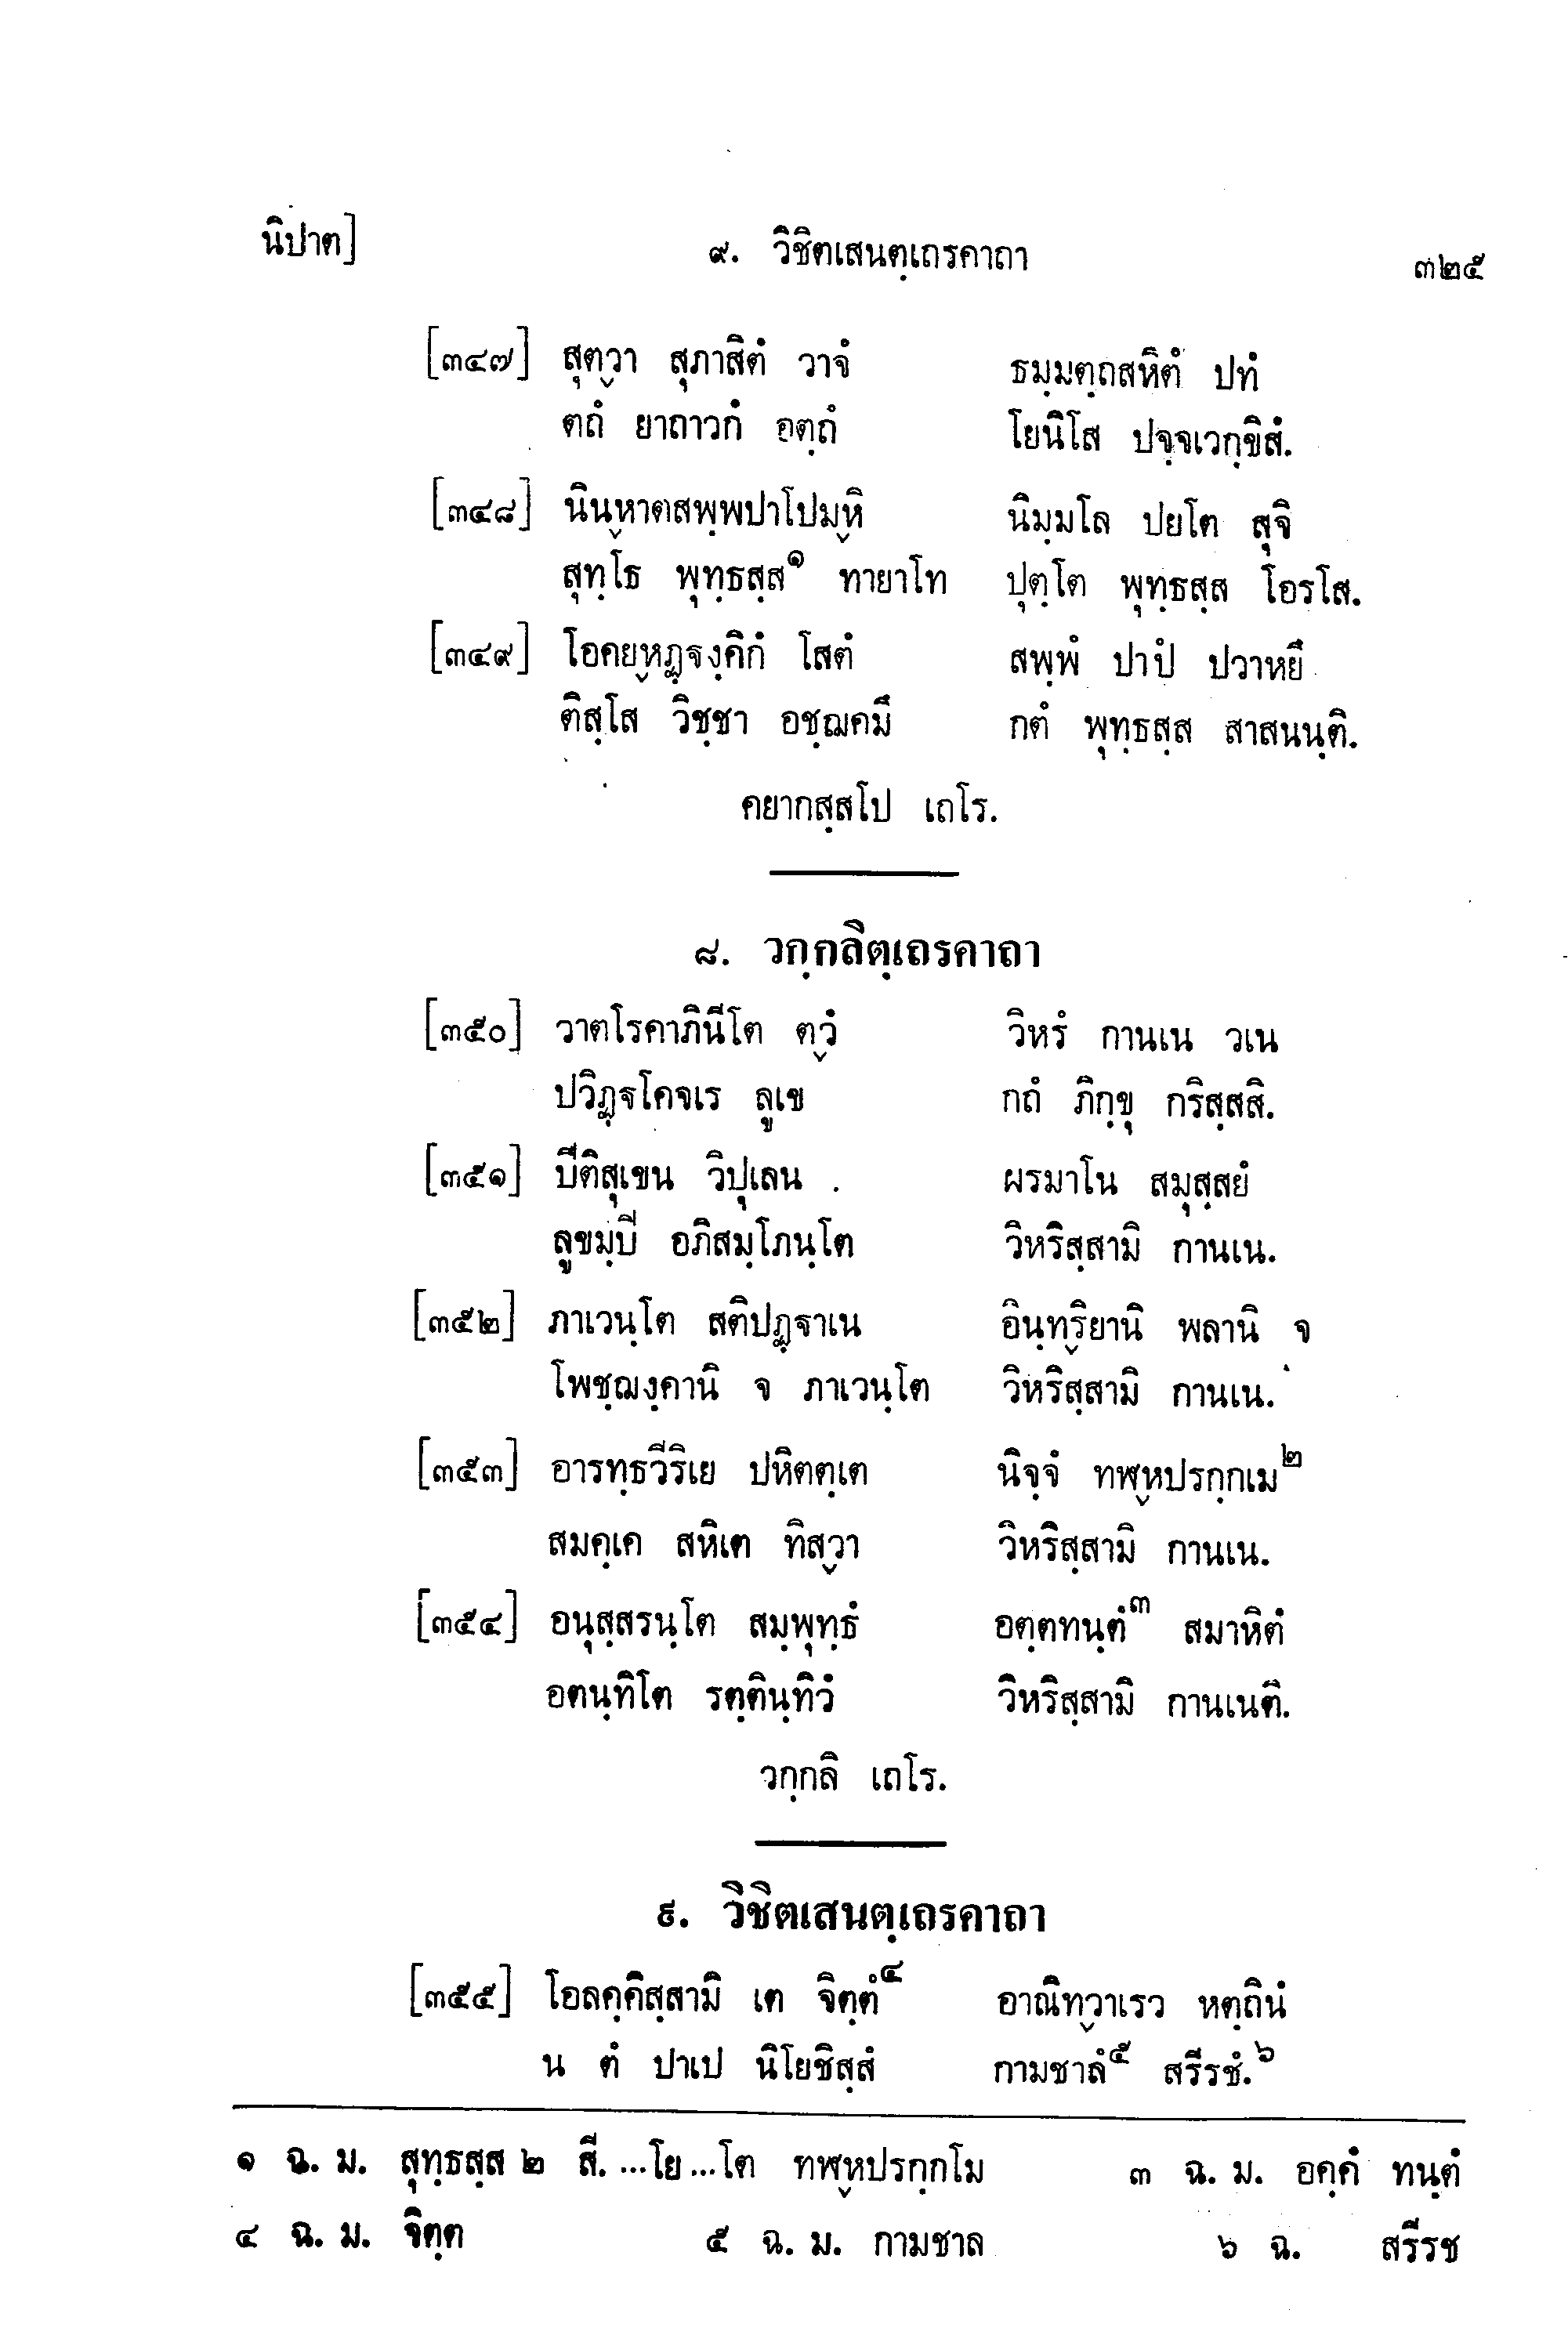 นิปาต] ๙. วิชิตเสนตฺเถรคาถา ๓๒๕
[๓๔๗] สุตฺวา สุภาสิตํ วาจํ ธมฺมตฺถสหิตํ ปทํ
ตถํ ยาถาวกํ อตฺถํ โยนิโส ปจฺจเวกฺขิสํ.
[๓๔๘] นินฺหาตสพฺพปาโปมฺหิ นิมฺมโล ปยโต สุจิ
สุทฺโธ พุทฺธสฺส๑ ทายาโท ปุตฺโต พุทฺธสฺส โอรโส.
[๓๔๙] โอคยฺหฏฺฐงฺคิกํ โสตํ สพฺพํ ปาปํ ปวาหยึ
ติสฺโส วิชฺชา อชฺฌคมึ กตํ พุทฺธสฺส สาสนนฺติ.
คยากสฺสโป เถโร.
๘. วกฺกลิตฺเถรคาถา
[๓๕๐] วาตโรคาภินีโต ตฺวํ วิหรํ กานเน วเน
ปวิฏฺฐโคจเร ลูเข กถํ ภิกฺขุ กริสฺสสิ.
[๓๕๑] ปีติสุเขน วิปุเลน ผรมาโน สมุสฺสยํ
ลูขมฺปิ อภิสมฺโภนฺโต วิหริสฺสามิ กานเน.
[๓๕๒] ภาเวนฺโต สติปฏฺฐาเน อินฺทฺริยานิ พลานิ จ
โพชฺฌงฺคานิ จ ภาเวนฺโต วิหริสฺสามิ กานเน.
[๓๕๓] อารทฺธวีริเย ปหิตตฺเต นิจฺจํ ทฬฺหปรกฺกเม๒
สมคฺเค สหิเต ทิสฺวา วิหริสฺสามิ กานเน.
[๓๕๔] อนุสฺสรนฺโต สมฺพุทฺธํ อตฺตทนฺตํ๓ สมาหิตํ
อตนฺทิโต รตฺตินฺทิวํ วิหริสฺสามิ กานเนติ.
วกฺกลิ เถโร.
๙. วิชิตเสนตฺเถรคาถา
[๓๕๕] โอลคฺคิสฺสามิ เต จิตฺตํ๔ อาณิทฺวาเรว หตฺถินํ
น ตํ ปาเป นิโยชิสฺสํ กามชาลํ๕ สรีรชํ.๖
๑ ฉ. ม. สุทฺธสฺส ๒ สี. ...โย ...โต ทฬฺหปรกฺกโม ๓ ฉ. ม. อคฺคํ ทนฺตํ
๔ ฉ. ม. จิตฺต ๕ ฉ. ม. กามชาล ๖ ฉ. สรีรช